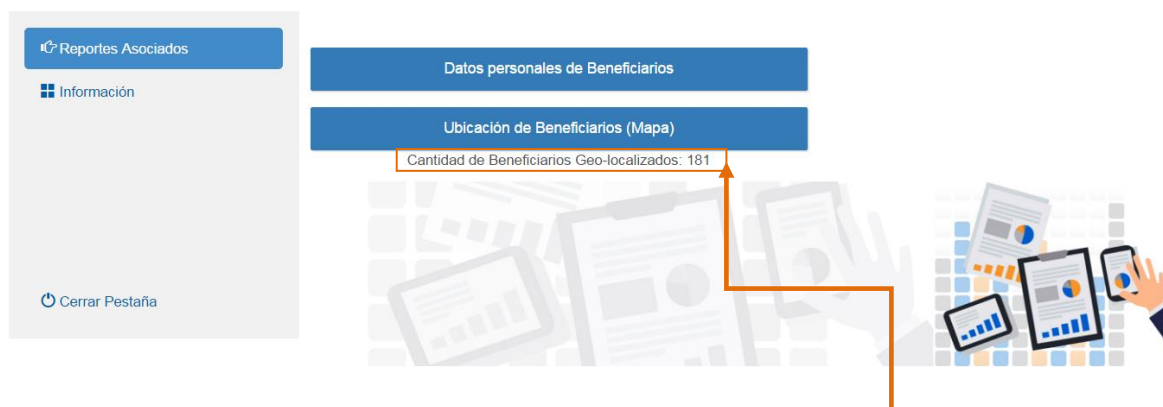 Reportes Asociados
Información
Cerrar Pestaña
Datos personales de Beneficiarios
Ubicación de Beneficiarios (Mapa)
Cantidad de Beneficiarios Geo-localizados: 181